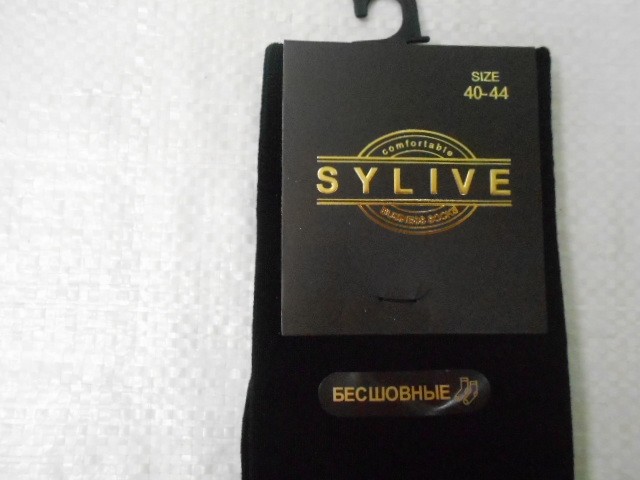 SIZE
40-44
comfortable
SYLIVE
BUSINESS SOCKS
БЕСШОВНЫЕ